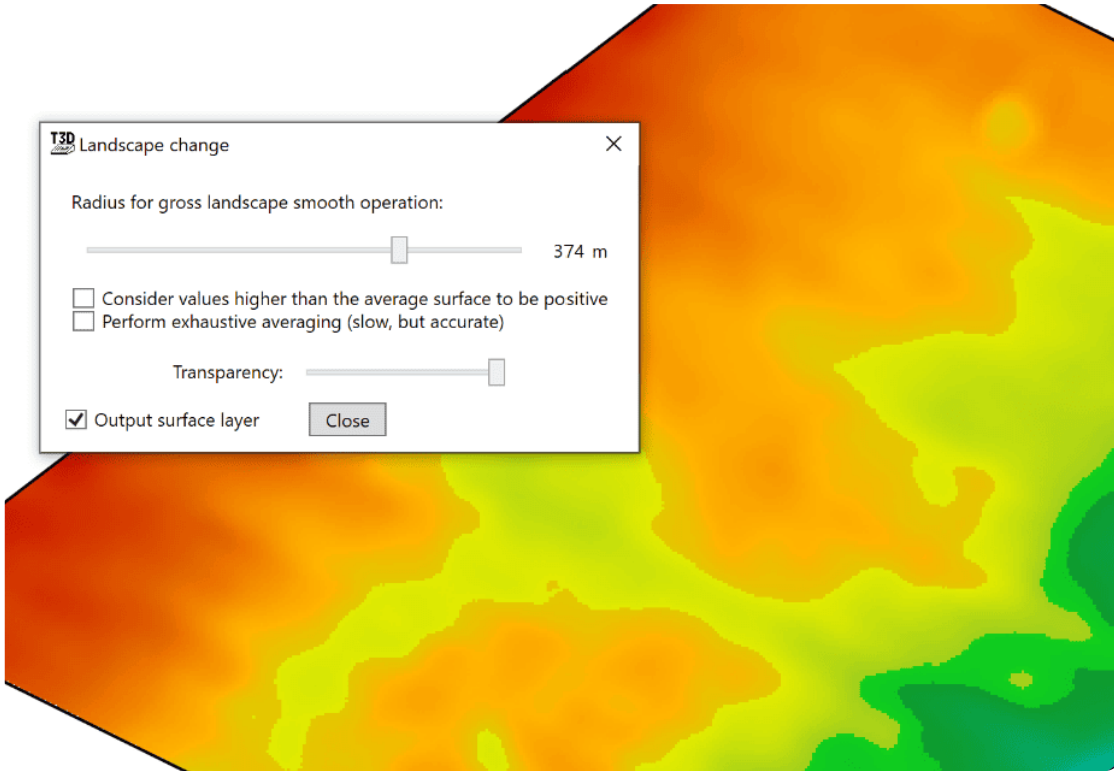 T3D Landscape change
Radius for gross landscape smooth operation:
374 m
Consider values higher than the average surface to be positive
Perform exhaustive averaging (slow, but accurate)
Transparency:
Output surface layer Close